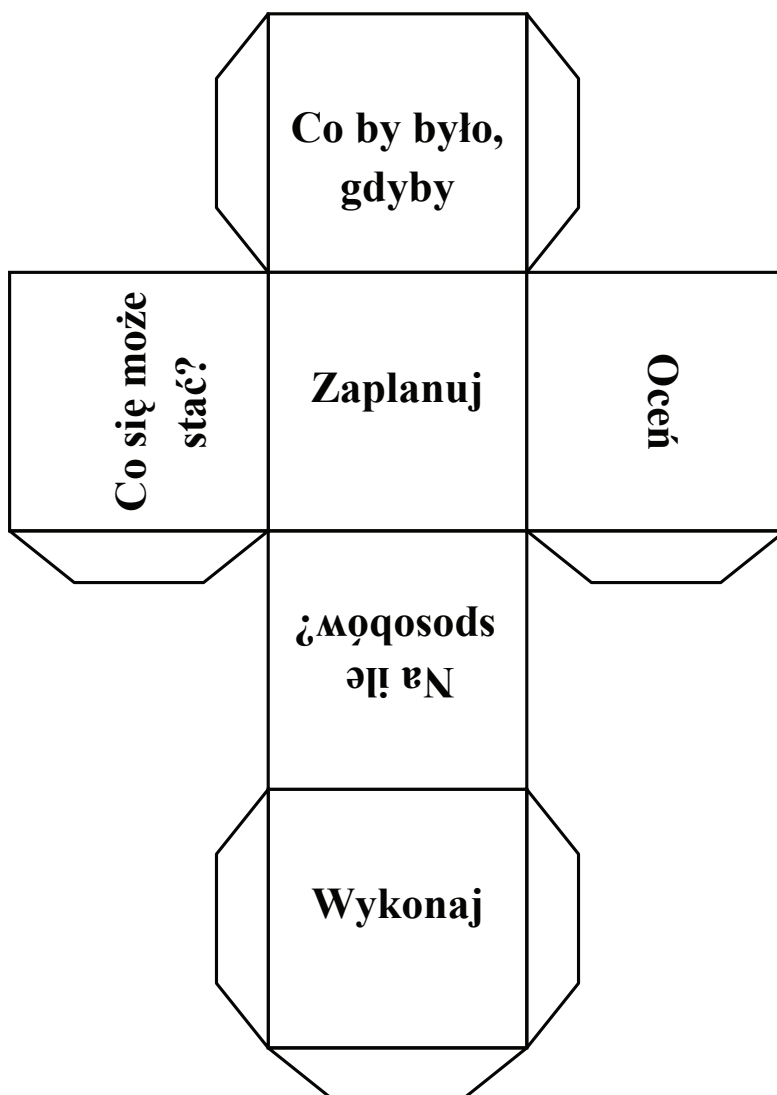 Co by było,
gdyby
Co się może
stać?
Zaplanuj
Oceń
Na ile
sposobów?
Wykonaj